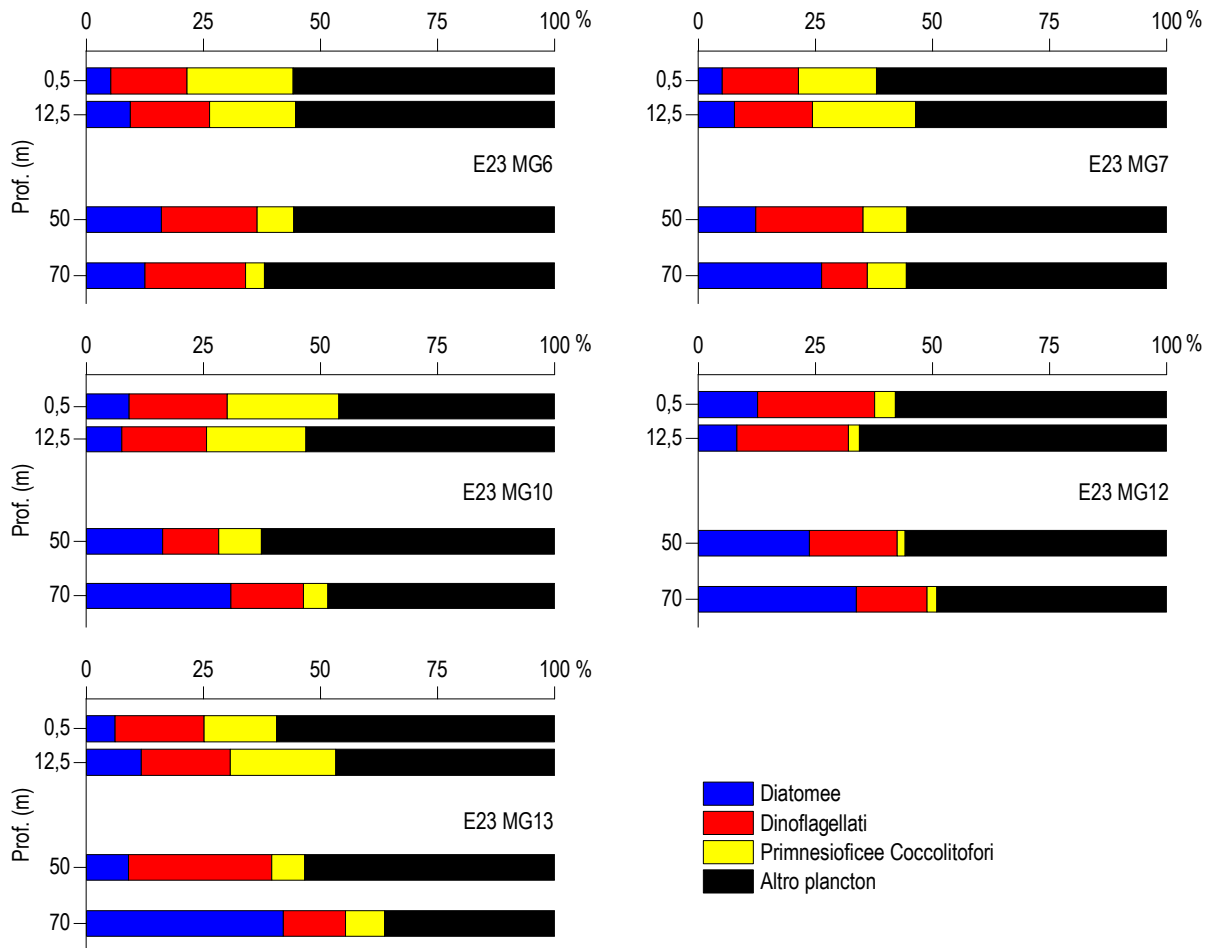 0 25 50 75 100 %
0,5
12,5
50
70
Prof. (m)
E23 MG6
0 25 50 75 100 %
0,5
12,5
50
70
E23 MG7
0 25 50 75 100 %
0,5
12,5
50
70
Prof. (m)
E23 MG10
0 25 50 75 100 %
0,5
12,5
50
70
E23 MG12
0 25 50 75 100 %
0,5
12,5
50
70
Prof. (m)
E23 MG13
Diatomee
Dinoflagellati
Primnesioficee Coccolitofori
Altro plancton